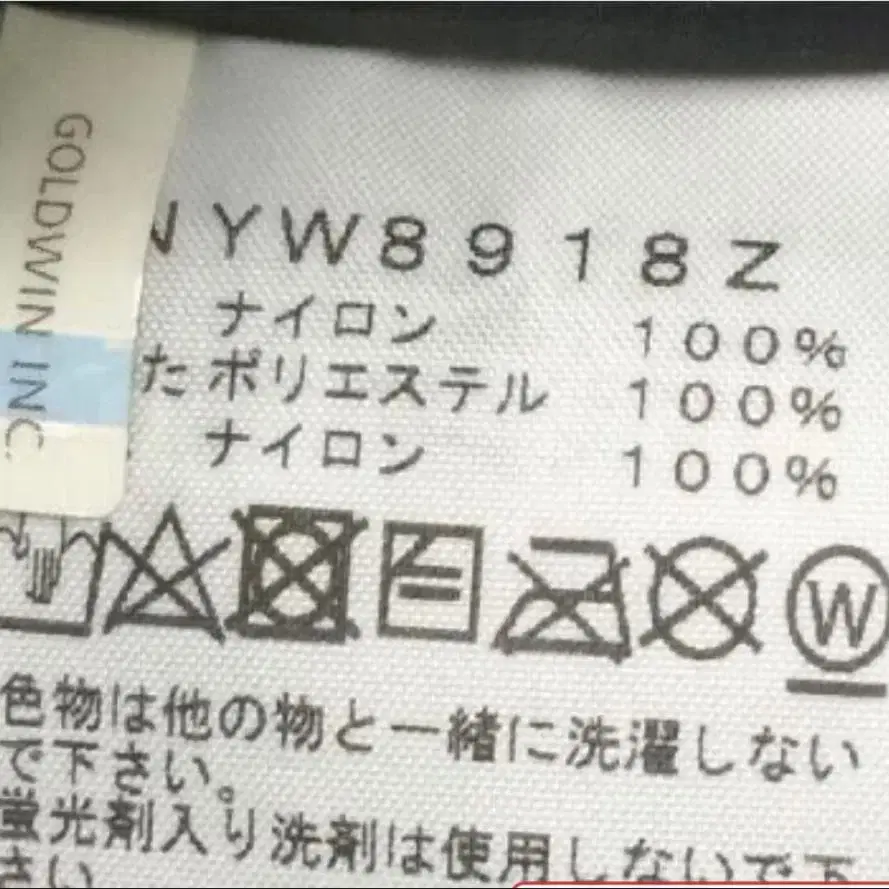 GOLDWIN INC.
NYW8918Z
ナイロン 100%
たポリエステル 100%
ナイロン 100%
W
色物は他の物と一緒に洗濯しない
で下さい。
蛍光剤入り洗剤は使用しないで下
さい